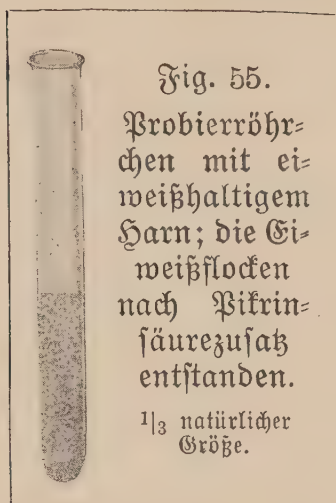 Fig. 55.
Probierröhr⸗
chen mit ei⸗
weißhaltigem
Harn; die Ei⸗
weißflocken
nach Pikrin⸗
säurezusatz
entstanden.
1|3 natürlicher
Größe.